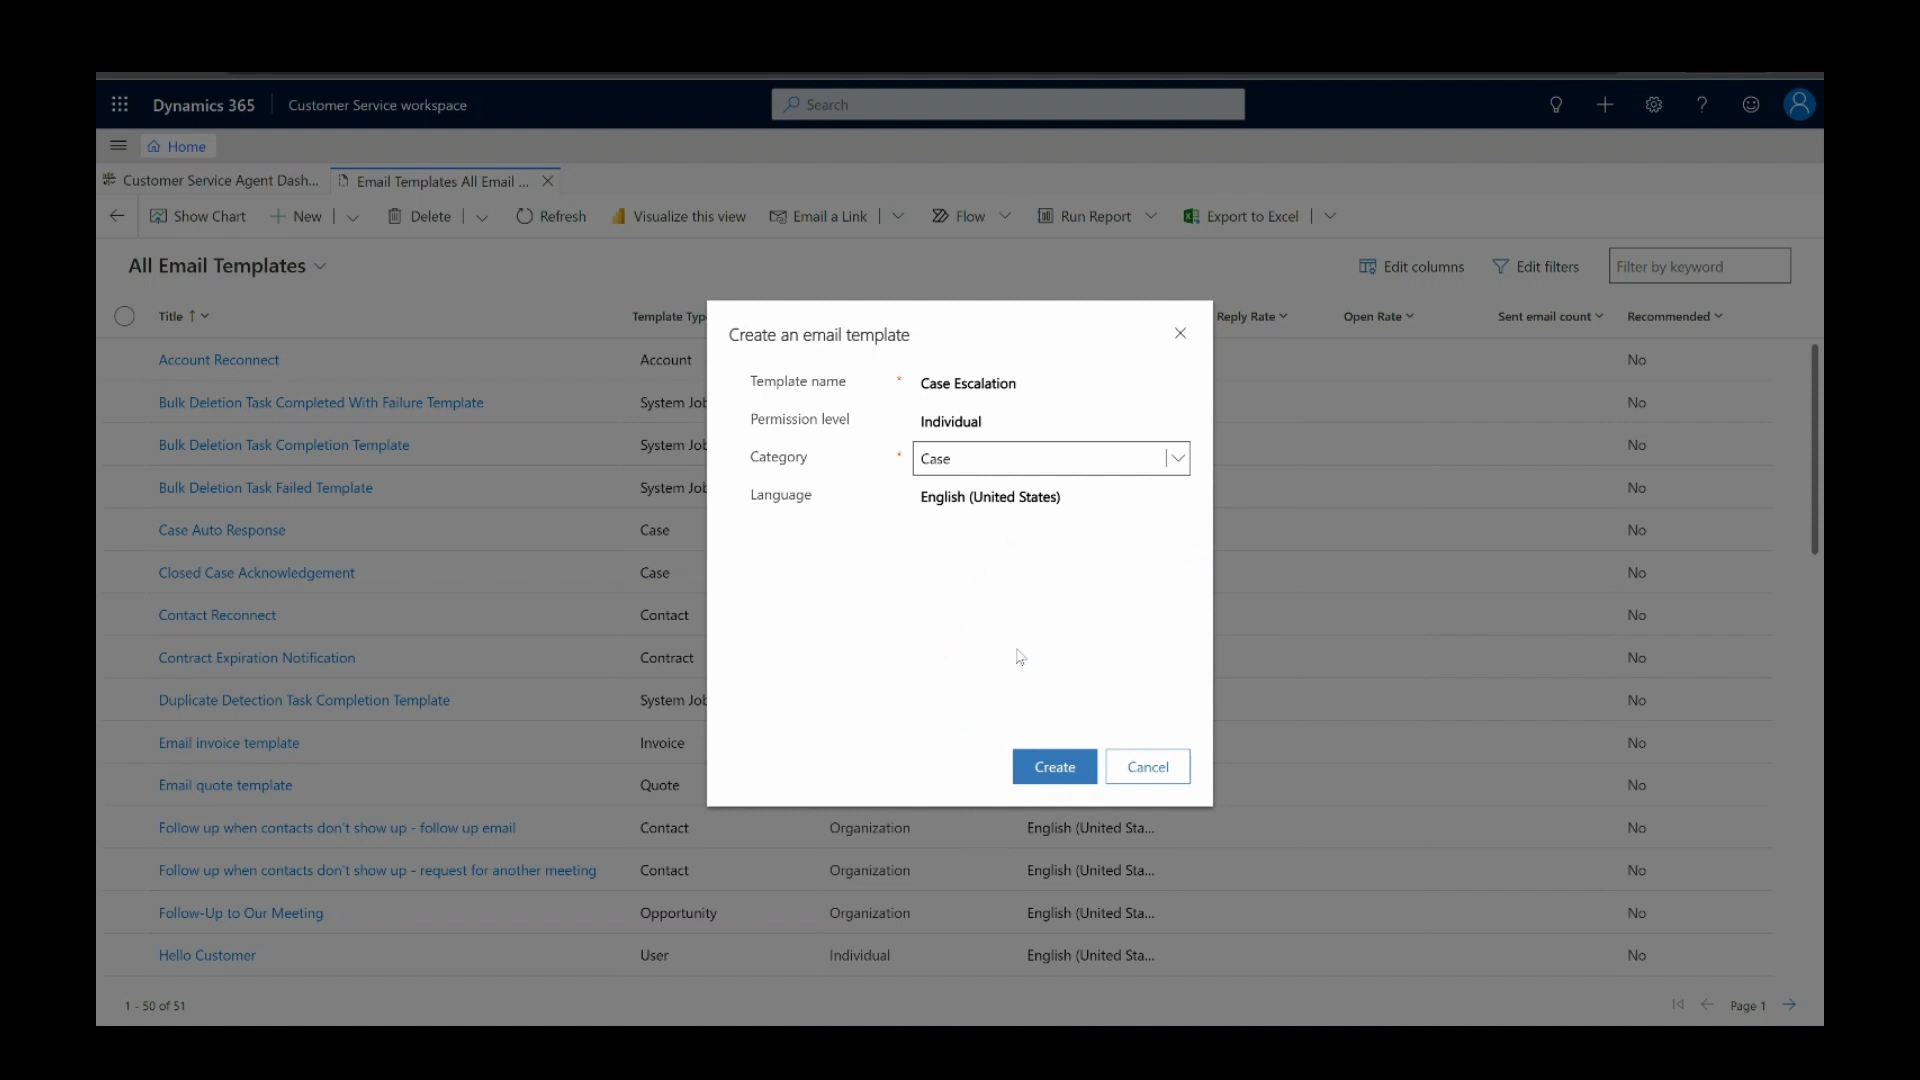 Dynamics 365 Customer Service workspace Search ?
Home
Customer Service Agent Dash... Email Templates All Email ...
Show Chart New Delete Refresh Visualize this view Email a Link Flow Run Report Export to Excel
All Email Templates Edit columns Edit filters Filter by keyword
Title ↑ Template Typ Reply Rate Open Rate Sent email count Recommended
Account Reconnect Account No
Bulk Deletion Task Completed With Failure Template System Job No
Bulk Deletion Task Completion Template System Job No
Bulk Deletion Task Failed Template System Job No
Case Auto Response Case No
Closed Case Acknowledgement Case No
Contact Reconnect Contact No
Contract Expiration Notification Contract No
Duplicate Detection Task Completion Template System Job No
Email invoice template Invoice No
Email quote template Quote No
Follow up when contacts don't show up - follow up email Contact Organization English (United Sta... No
Follow up when contacts don't show up - request for another meeting Contact Organization English (United Sta... No
Follow-Up to Our Meeting Opportunity Organization English (United Sta... No
Hello Customer User Individual English (United Sta... No
1 - 50 of 51 Page 1
Create an email template
Template name * Case Escalation
Permission level Individual
Category * Case
Language English (United States)
Create Cancel